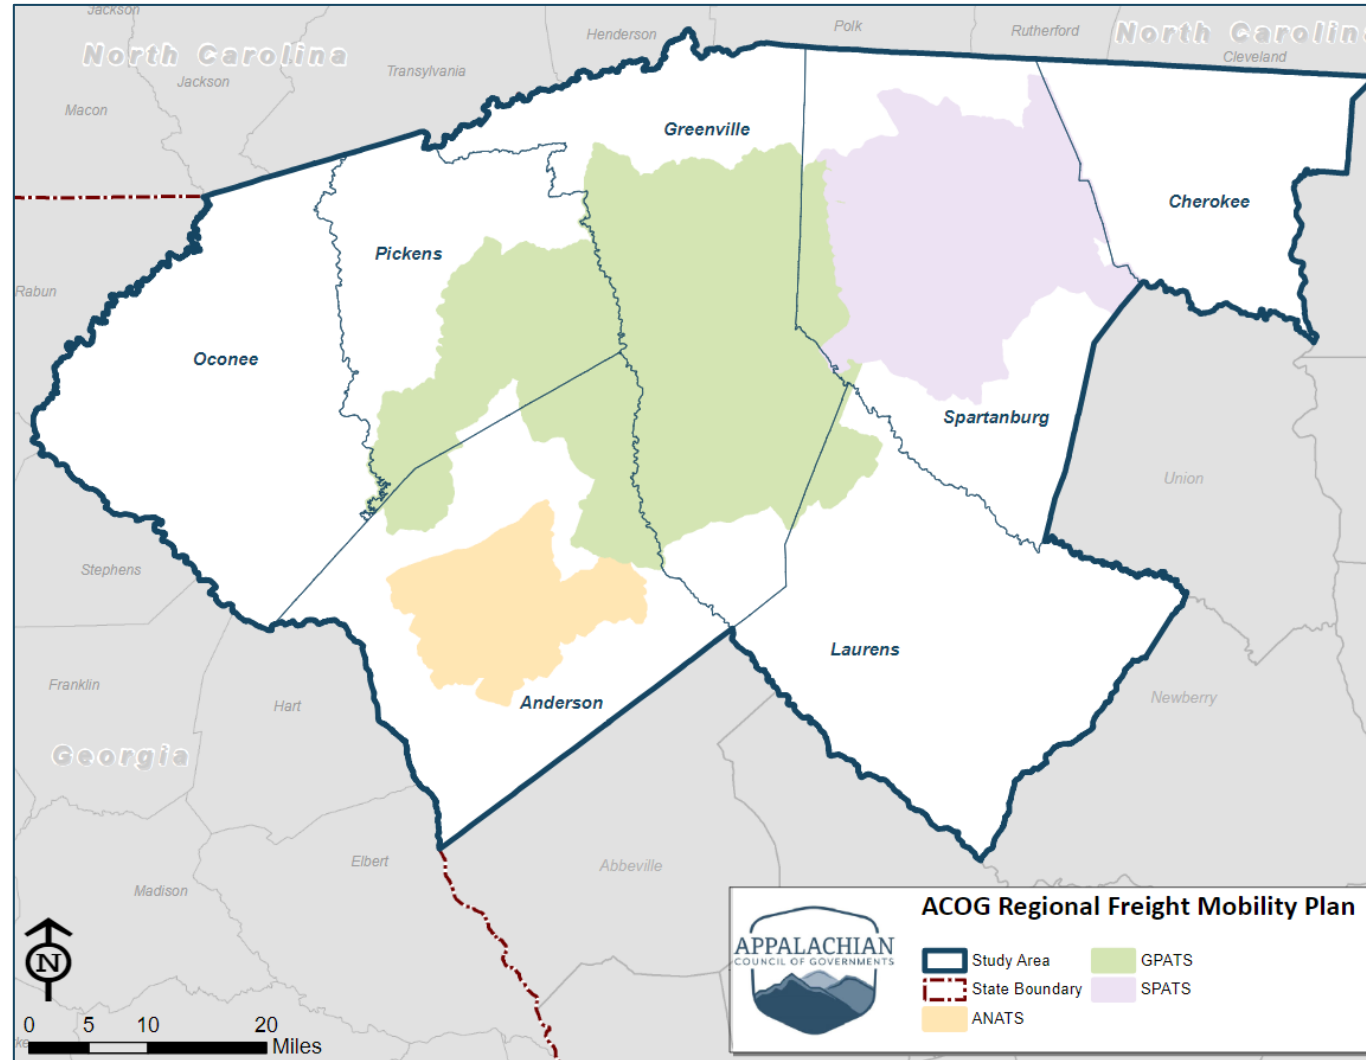 Jackson
North Carolina
Henderson
Polk
Rutherford
North Carolin
Cleveland
Transylvania
Jackson
Macon
Greenville
Cherokee
Pickens
Rabun
Oconee
Spartanburg
Union
Stephens
Laurens
Franklin
Hart
Anderson
Newberry
Georgia
Elbert
Abbeville
Madison
N
0 5 10 20
Miles
APPALACHIAN
COUNCIL OF GOVERNMENTS
ACOG Regional Freight Mobility Plan
Study Area
GPATS
State Boundary
SPATS
ANATS